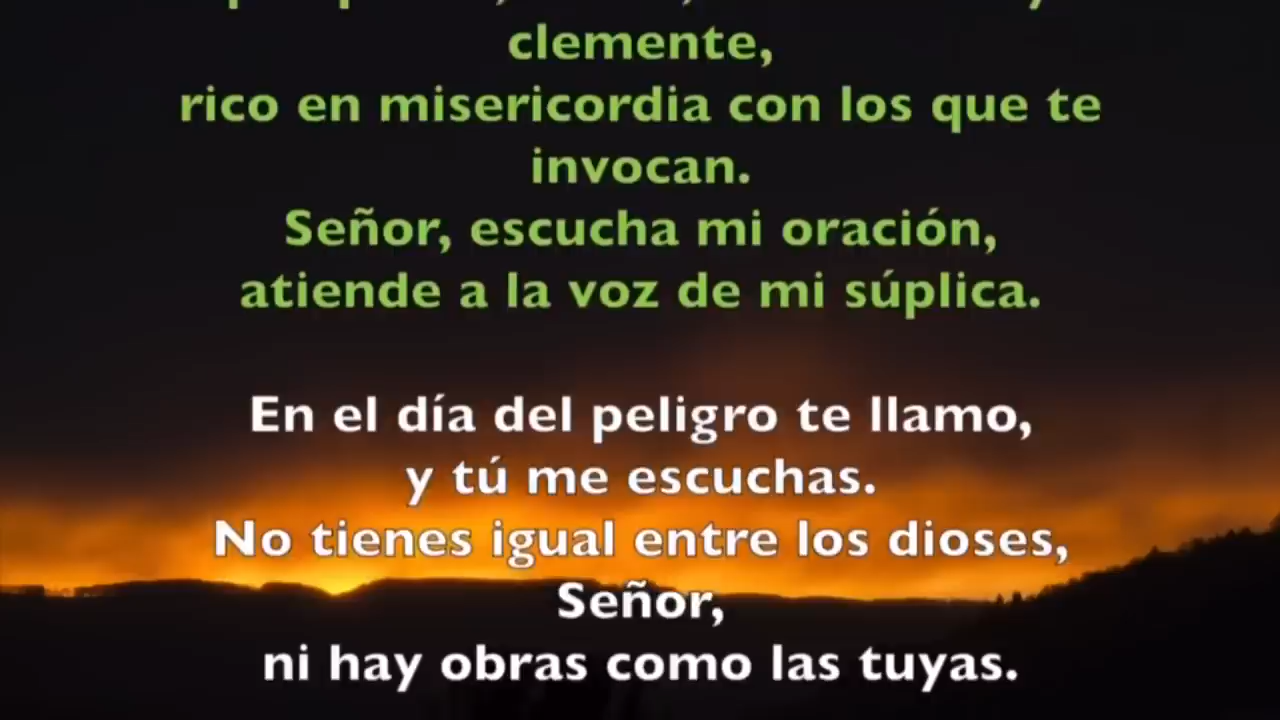 clemente,
rico en misericordia con los que te
invocan.
Señor, escucha mi oración,
atiende a la voz de mi súplica.
En el día del peligro te llamo,
y tú me escuchas.
No tienes igual entre los dioses,
Señor,
ni hay obras como las tuyas.